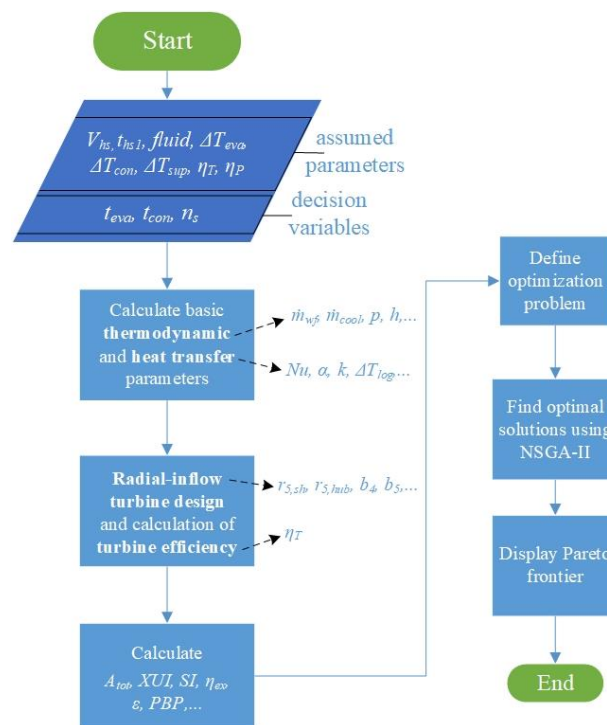 Start
V_hs, t_hs1, fluid, ΔT_eva,
ΔT_con, ΔT_sup, η_T, η_P
assumed
parameters
t_eva, t_con, n_s
decision
variables
Calculate basic
thermodynamic
and heat transfer
parameters
ṁ_wf, ṁ_cool, p, h,...
Nu, α, k, ΔT_log,...
Radial-inflow
turbine design
and calculation of
turbine efficiency
r_5,sh, r_5,hub, b_4, b_5,...
η_T
Calculate
A_tot, XUI, SI, η_ex,
ε, PBP,...
Define
optimization
problem
Find optimal
solutions using
NSGA-II
Display Pareto
frontier
End